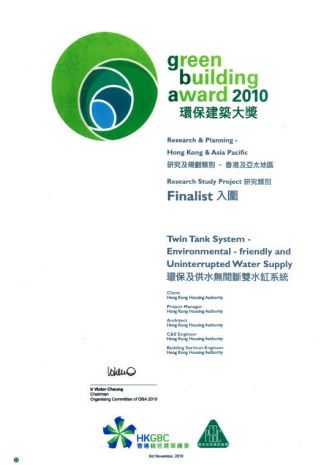 green
building
award 2010
環保建築大獎
Research & Planning -
Hong Kong & Asia Pacific
研究及規劃類別 - 香港及亞太地區
Research Study Project 研究類別
Finalist 入圍
Twin Tank System -
Environmental - friendly and
Uninterrupted Water Supply
環保及供水無間斷雙水缸系統
Client
Hong Kong Housing Authority
Project Manager
Hong Kong Housing Authority
Architect
Hong Kong Housing Authority
C&S Engineer
Hong Kong Housing Authority
Building Services Engineer
Hong Kong Housing Authority
Ir Victor Cheung
Chairman
Organising Committee of GBA 2010
HKGBC
香港綠色建築議會
3rd November, 2010